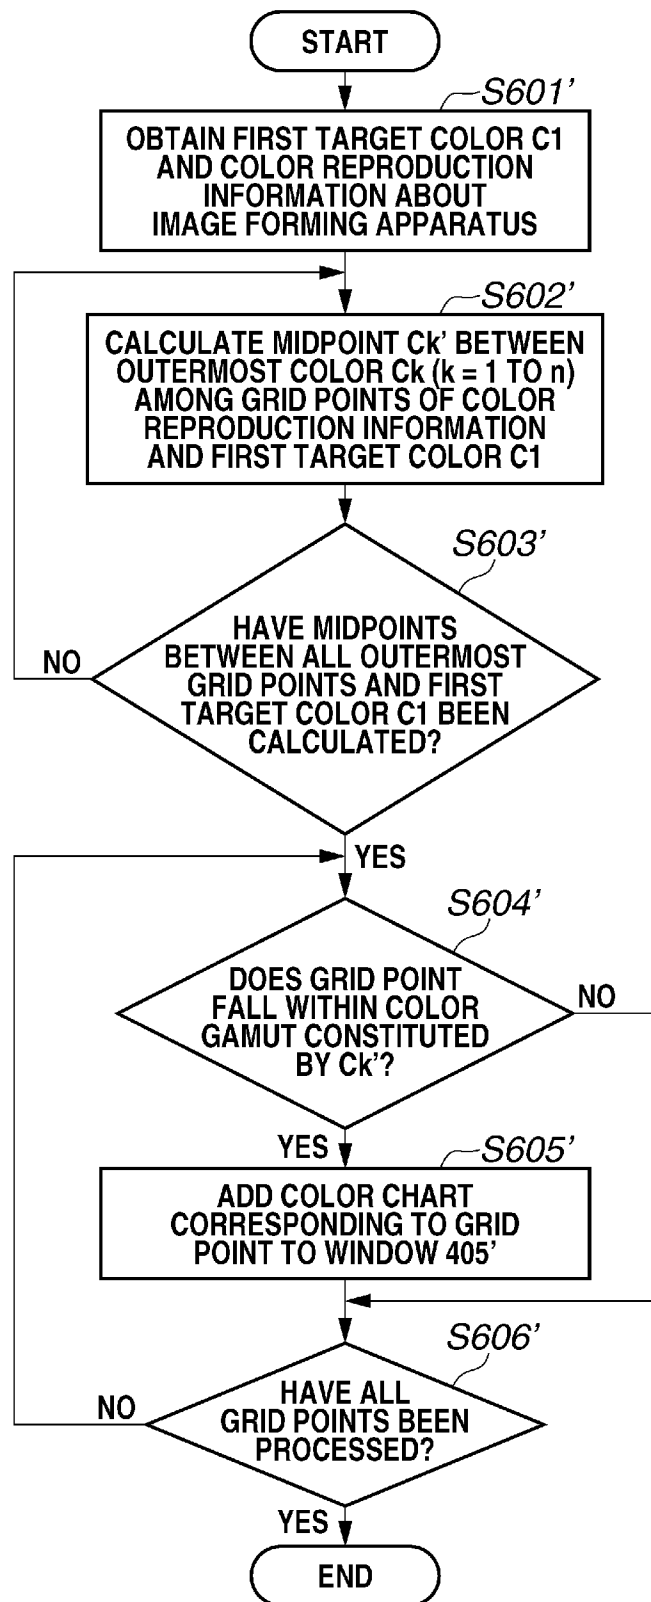 START
S601'
OBTAIN FIRST TARGET COLOR C1
AND COLOR REPRODUCTION
INFORMATION ABOUT
IMAGE FORMING APPARATUS
S602'
CALCULATE MIDPOINT Ck' BETWEEN
OUTERMOST COLOR Ck (k = 1 TO n)
AMONG GRID POINTS OF COLOR
REPRODUCTION INFORMATION
AND FIRST TARGET COLOR C1
S603'
HAVE MIDPOINTS
BETWEEN ALL OUTERMOST
GRID POINTS AND FIRST
TARGET COLOR C1 BEEN
CALCULATED?
NO
YES
S604'
DOES GRID POINT
FALL WITHIN COLOR
GAMUT CONSTITUTED
BY Ck'?
NO
YES
S605'
ADD COLOR CHART
CORRESPONDING TO GRID
POINT TO WINDOW 405'
S606'
HAVE ALL
GRID POINTS BEEN
PROCESSED?
NO
YES
END